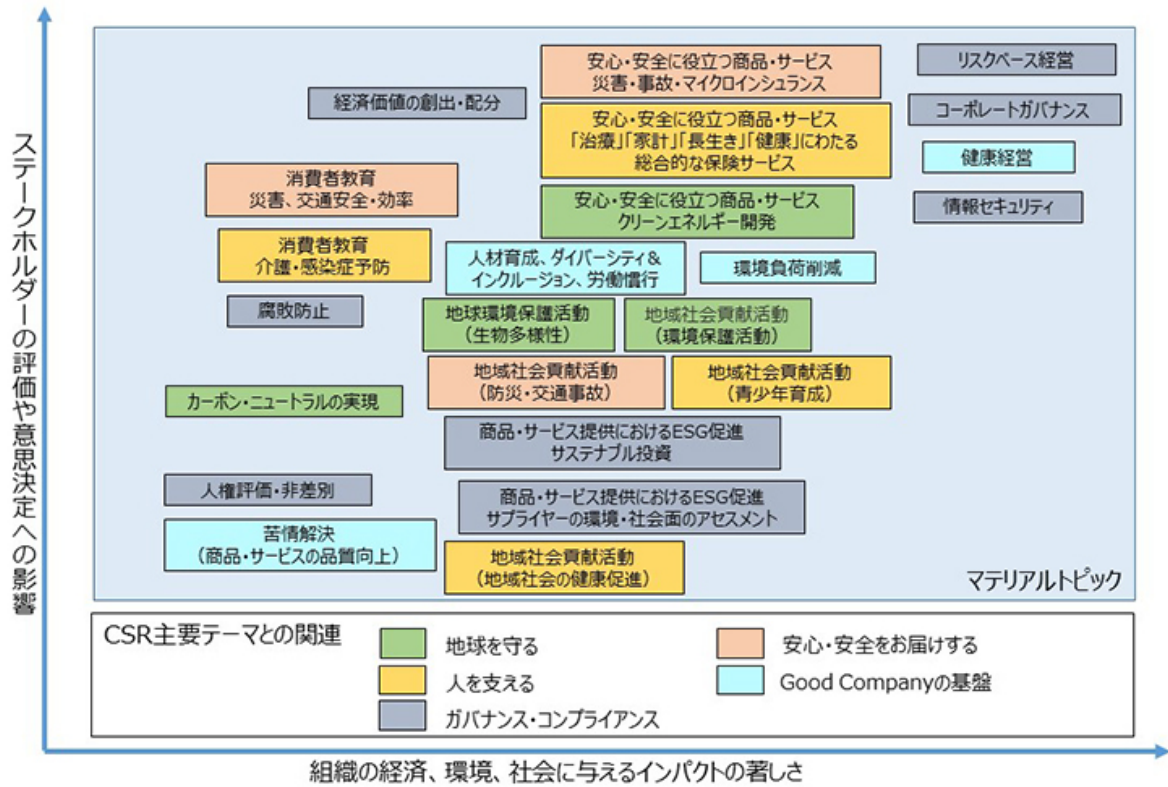 ステークホルダーの評価や意思決定への影響
安心・安全に役立つ商品・サービス
災害・事故・マイクロインシュランス
リスクベース経営
経済価値の創出・配分
コーポレートガバナンス
安心・安全に役立つ商品・サービス
「治療」「家計」「長生き」「健康」にわたる
総合的な保険サービス
健康経営
消費者教育
災害、交通安全・効率
安心・安全に役立つ商品・サービス
クリーンエネルギー開発
情報セキュリティ
消費者教育
介護・感染症予防
人材育成、ダイバーシティ＆
インクルージョン、労働慣行
環境負荷削減
腐敗防止
地球環境保護活動
（生物多様性）
地域社会貢献活動
（環境保護活動）
地域社会貢献活動
（防災・交通事故）
地域社会貢献活動
（青少年育成）
カーボン・ニュートラルの実現
商品・サービス提供におけるESG促進
サステナブル投資
人権評価・非差別
商品・サービス提供におけるESG促進
サプライヤーの環境・社会面のアセスメント
苦情解決
（商品・サービスの品質向上）
地域社会貢献活動
（地域社会の健康促進）
マテリアルトピック
CSR主要テーマとの関連
地球を守る
安心・安全をお届けする
人を支える
Good Companyの基盤
ガバナンス・コンプライアンス
組織の経済、環境、社会に与えるインパクトの著しさ